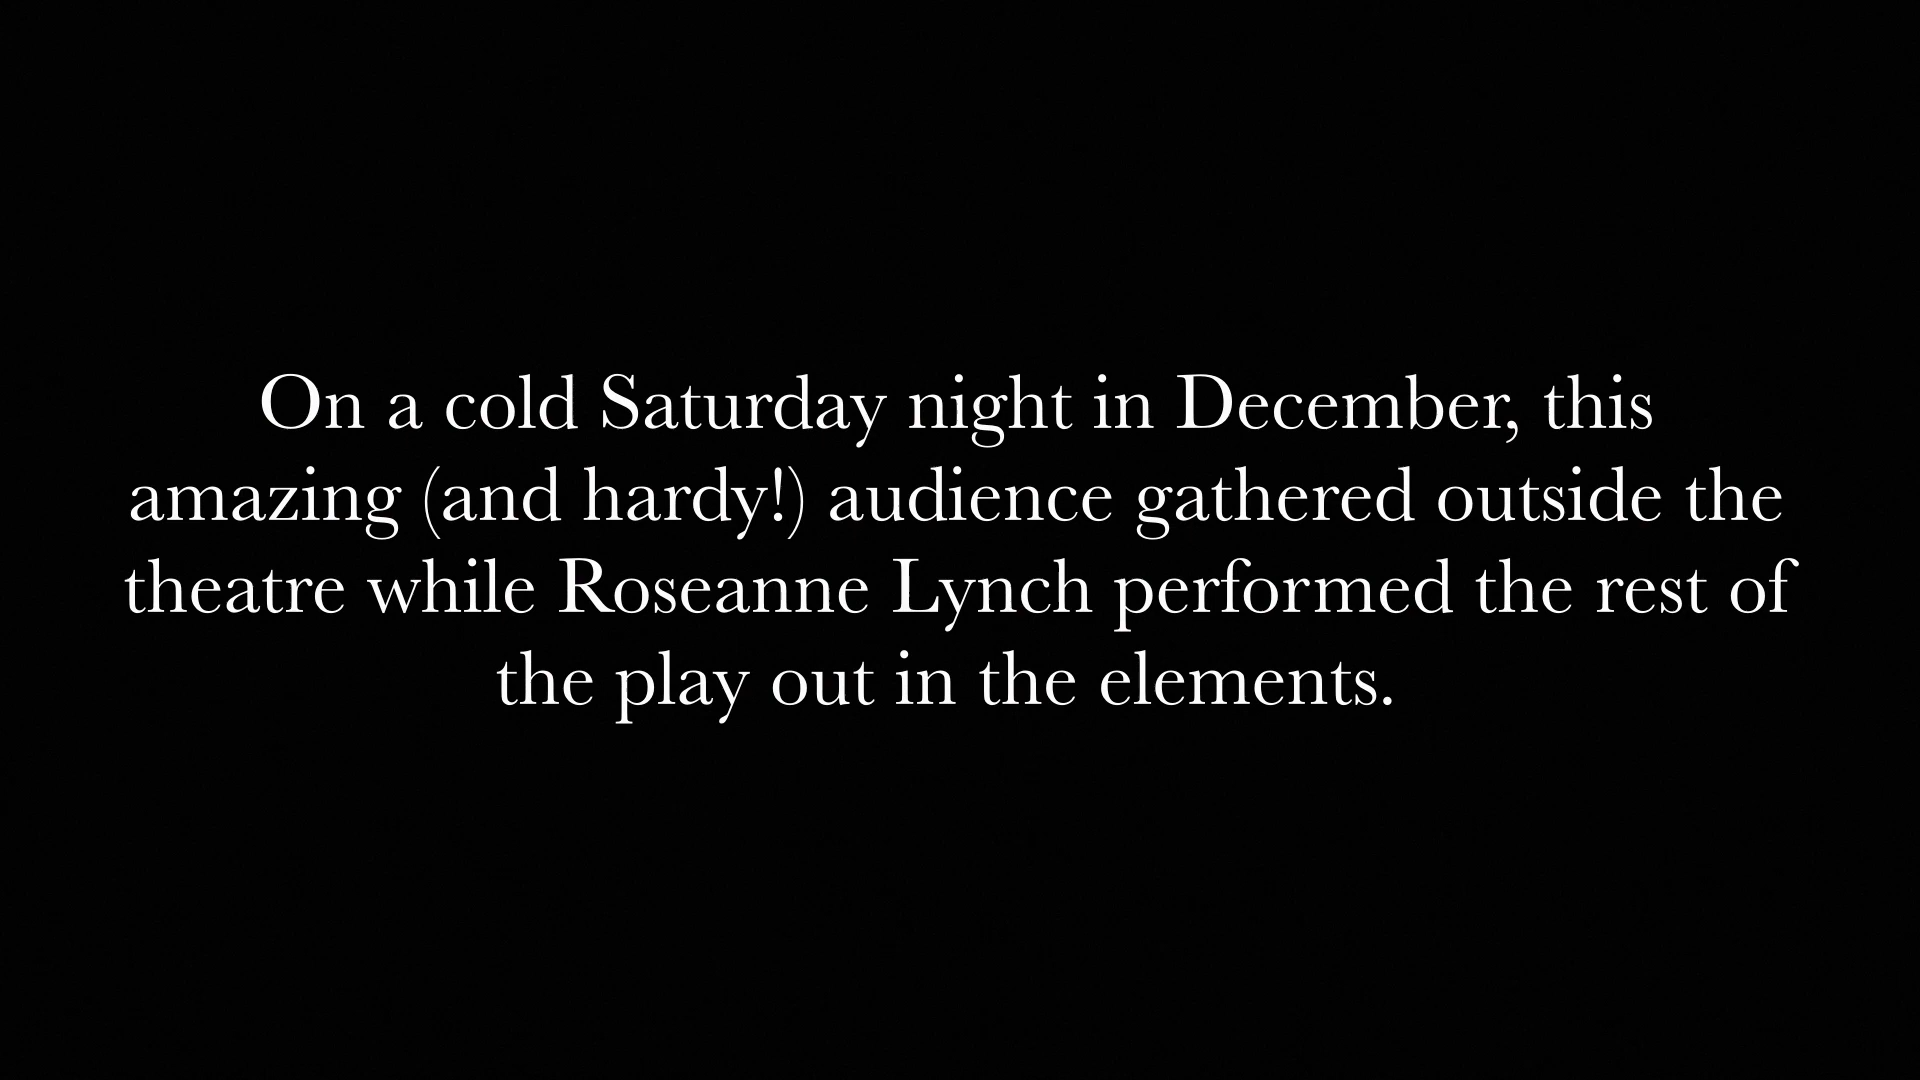 On a cold Saturday night in December, this
amazing (and hardy!) audience gathered outside the
theatre while Roseanne Lynch performed the rest of
the play out in the elements.